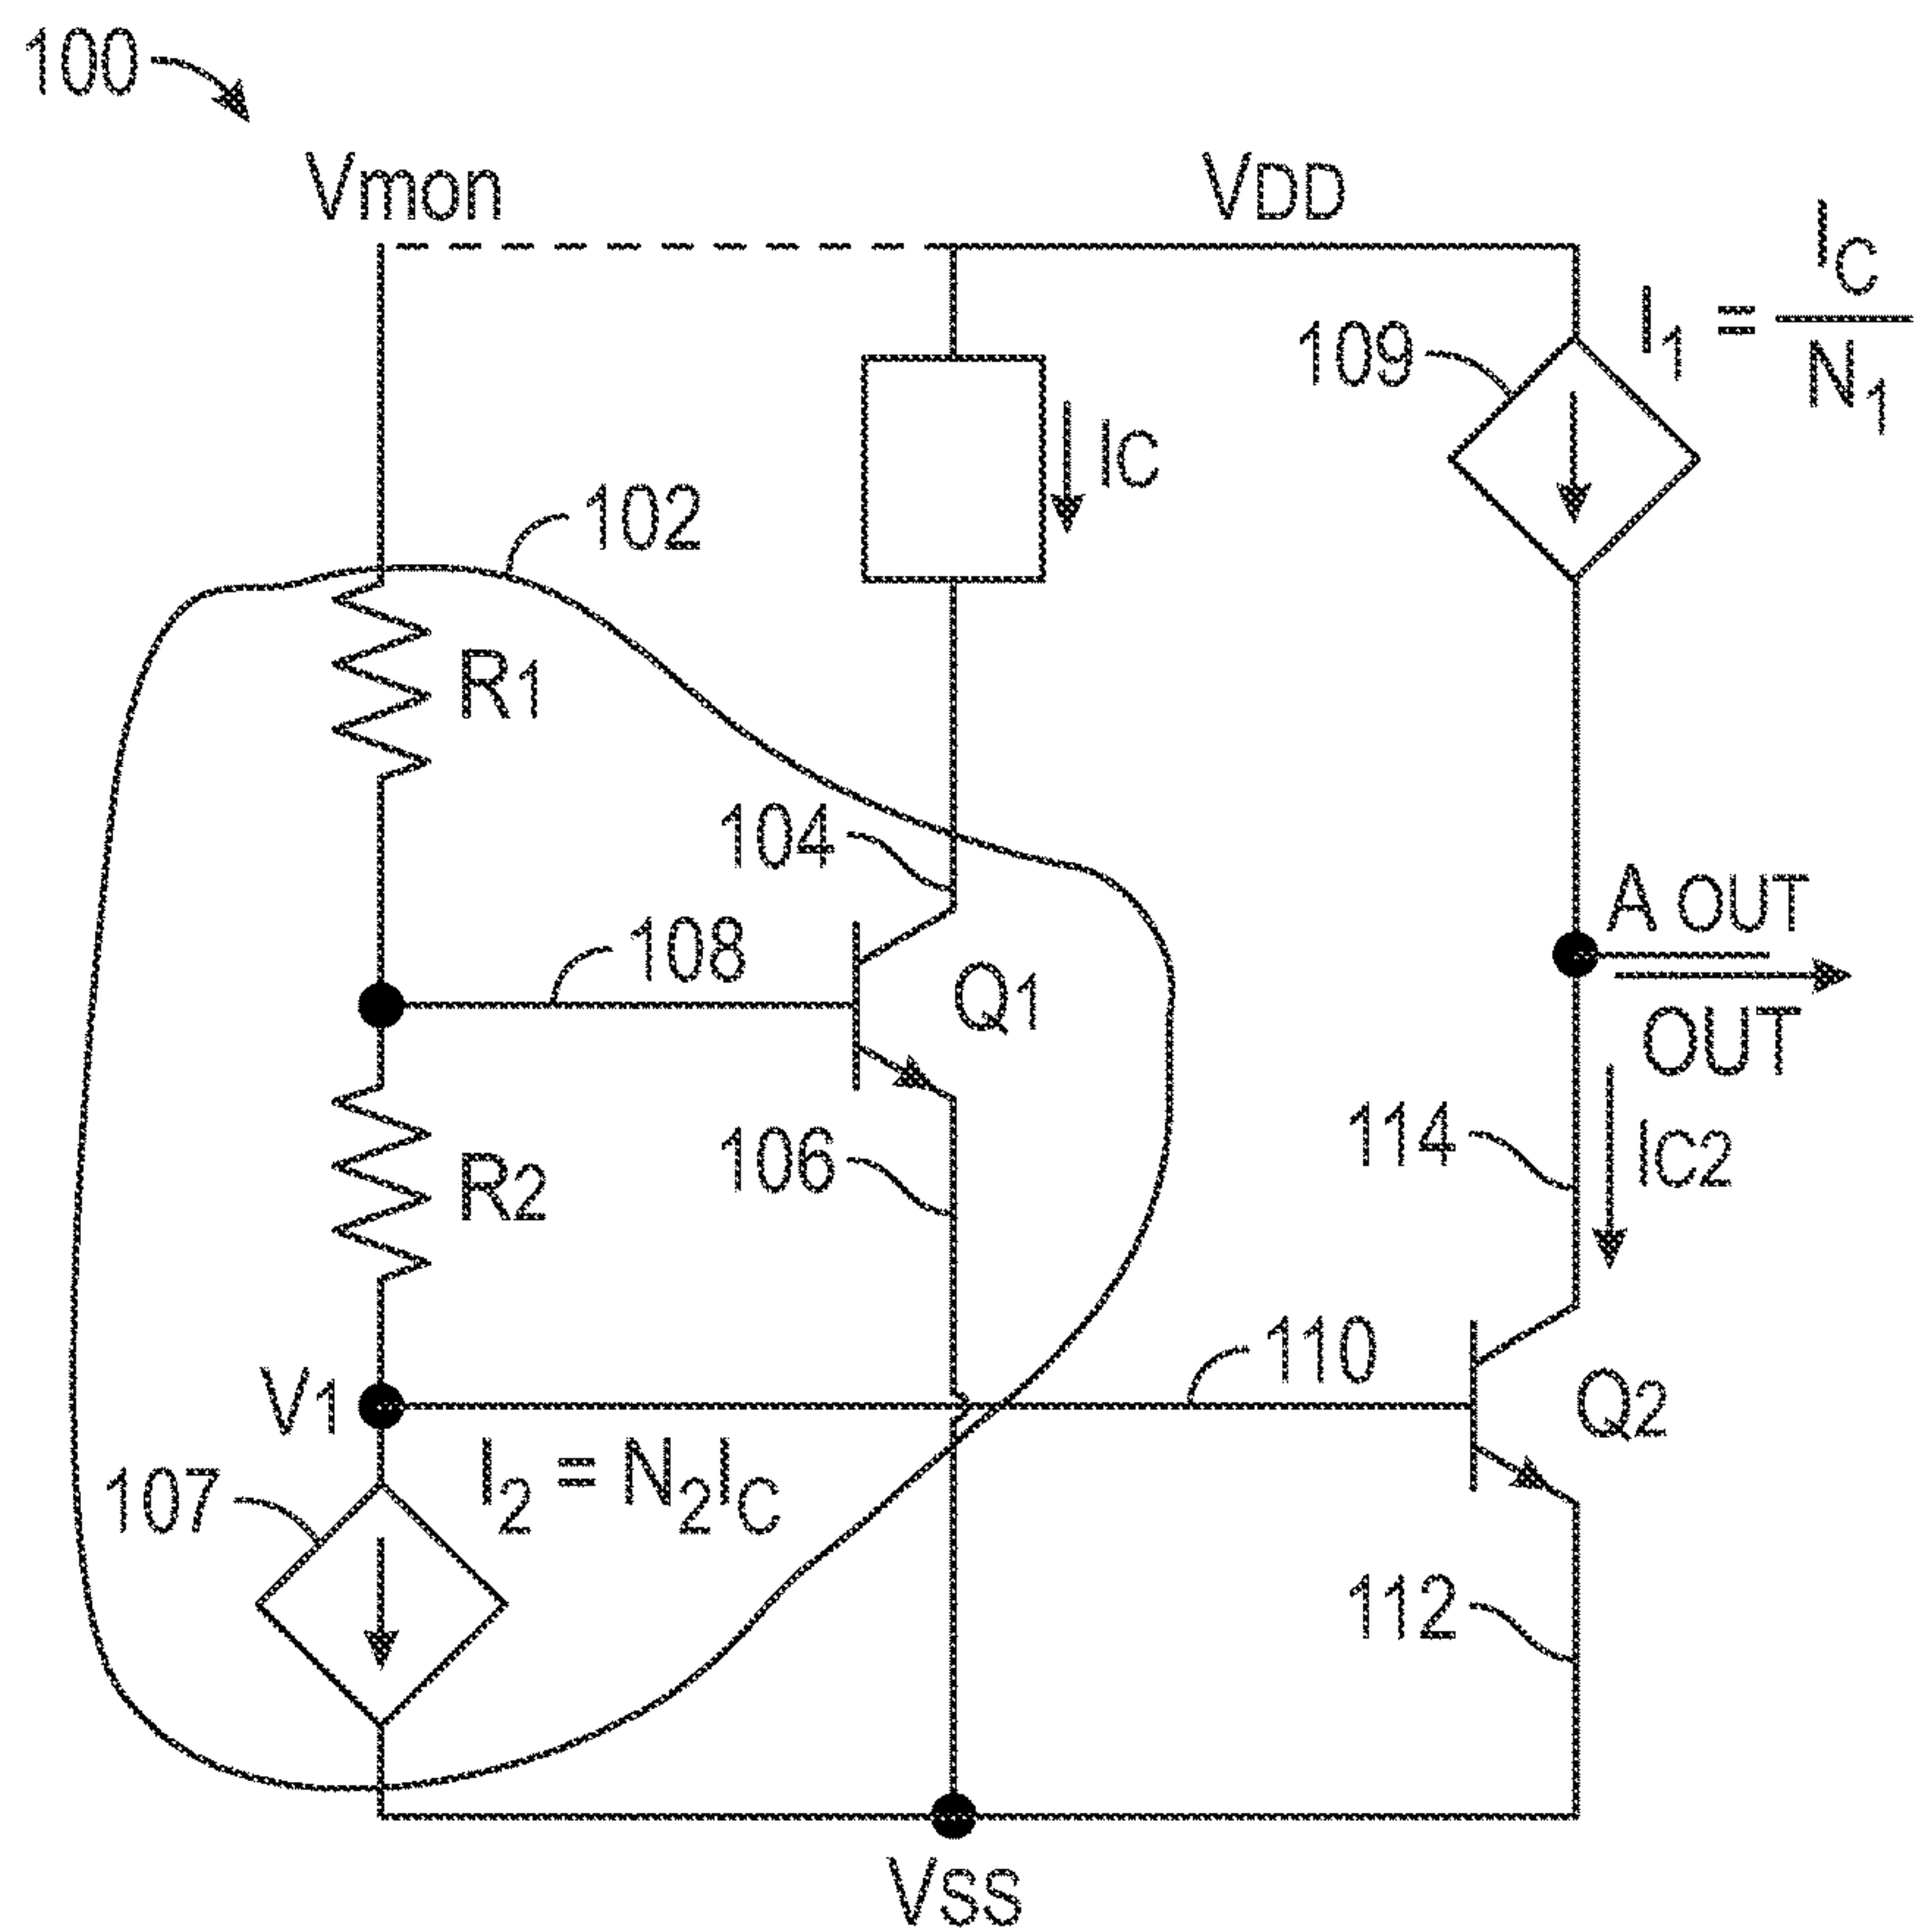 100
Vmon
VDD
I1 = IC/N1
109
IC
102
R1
104
A OUT
108
Q1
OUT
114
IC2
106
R2
110
V1
Q2
I2 = N2IC
107
112
VSS